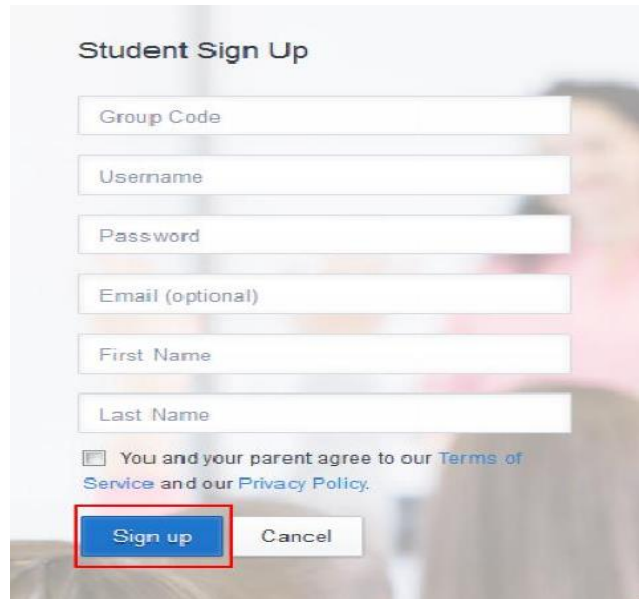 Student Sign Up
Group Code
Username
Password
Email (optional)
First Name
Last Name
You and your parent agree to our Terms of
Service and our Privacy Policy.
Sign up
Cancel